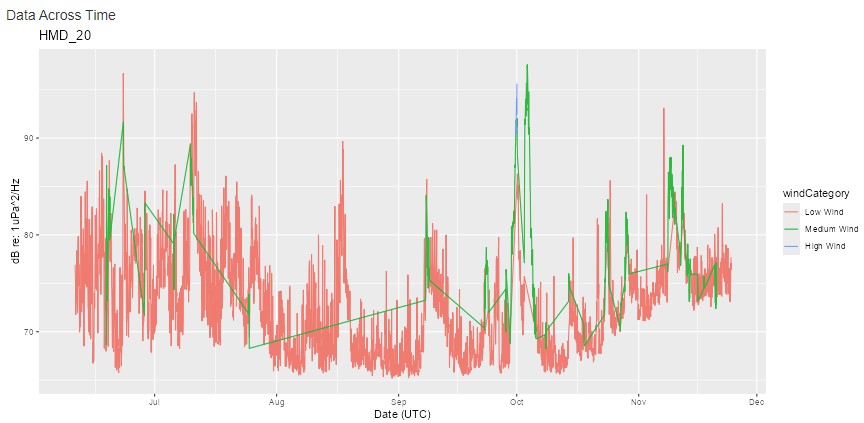 Data Across Time
HMD_20
dB re: 1uPa^2/Hz
90
80
70
Jul
Aug
Sep
Oct
Nov
Dec
Date (UTC)
windCategory
Low Wind
Medum Wind
High Wind